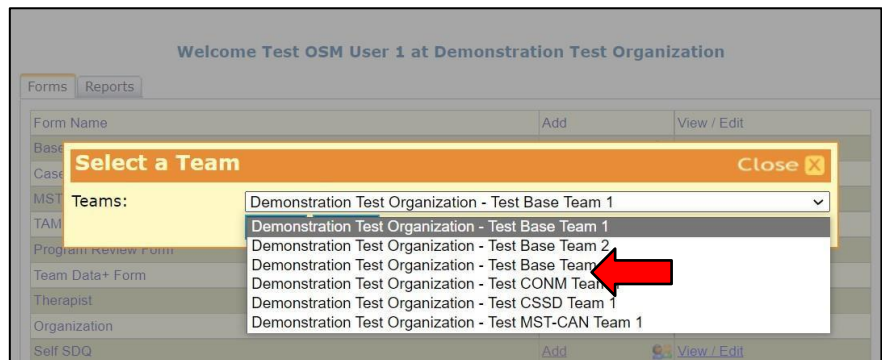 Welcome Test OSM User 1 at Demonstration Test Organization
Forms Reports
Form Name Add View / Edit
Base
Case
Select a Team Close X
MST
Teams: Demonstration Test Organization - Test Base Team 1
TAM
Demonstration Test Organization - Test Base Team 1
Demonstration Test Organization - Test Base Team 2
Demonstration Test Organization - Test Base Team
Demonstration Test Organization - Test CONM Team
Demonstration Test Organization - Test CSSD Team 1
Demonstration Test Organization - Test MST-CAN Team 1
Program Review Form
Team Data+ Form
Therapist
Organization
Self SDQ Add View / Edit